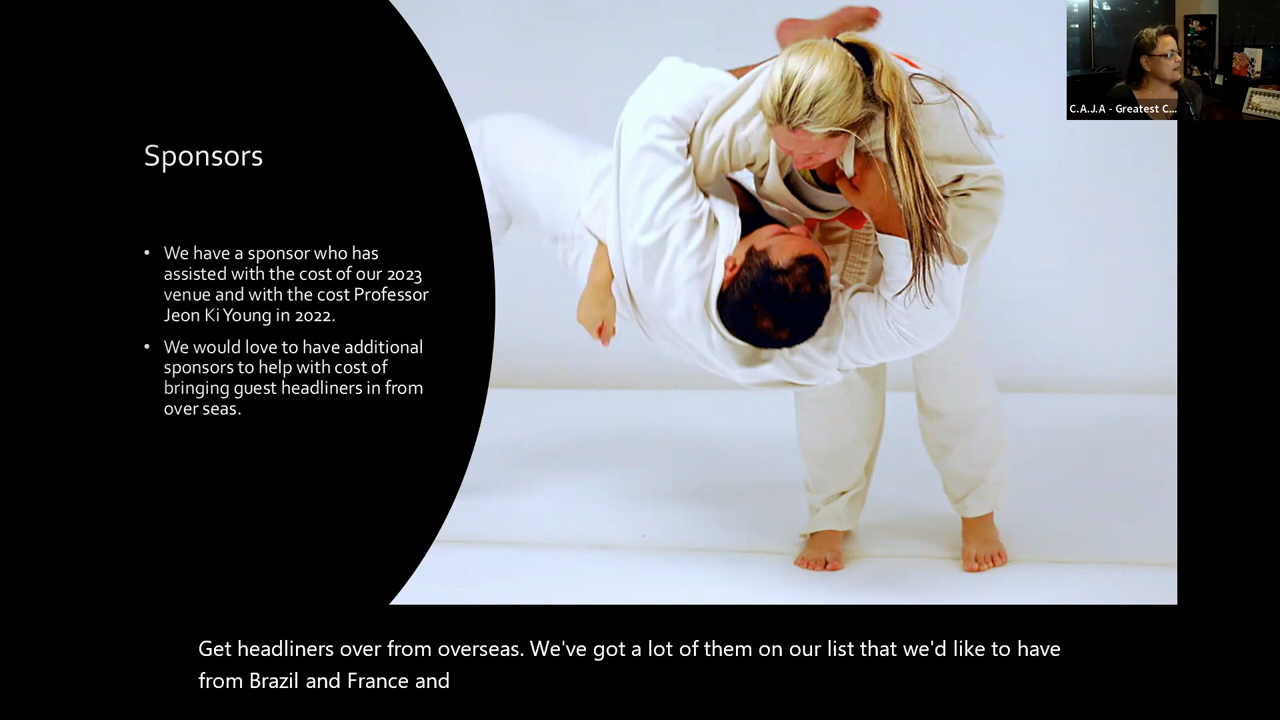 C.A.J.A - Greatest C...
Sponsors
• We have a sponsor who has
assisted with the cost of our 2023
venue and with the cost Professor
Jeon Ki Young in 2022.
• We would love to have additional
sponsors to help with cost of
bringing guest headliners in from
over seas.
Get headliners over from overseas. We've got a lot of them on our list that we'd like to have
from Brazil and France and